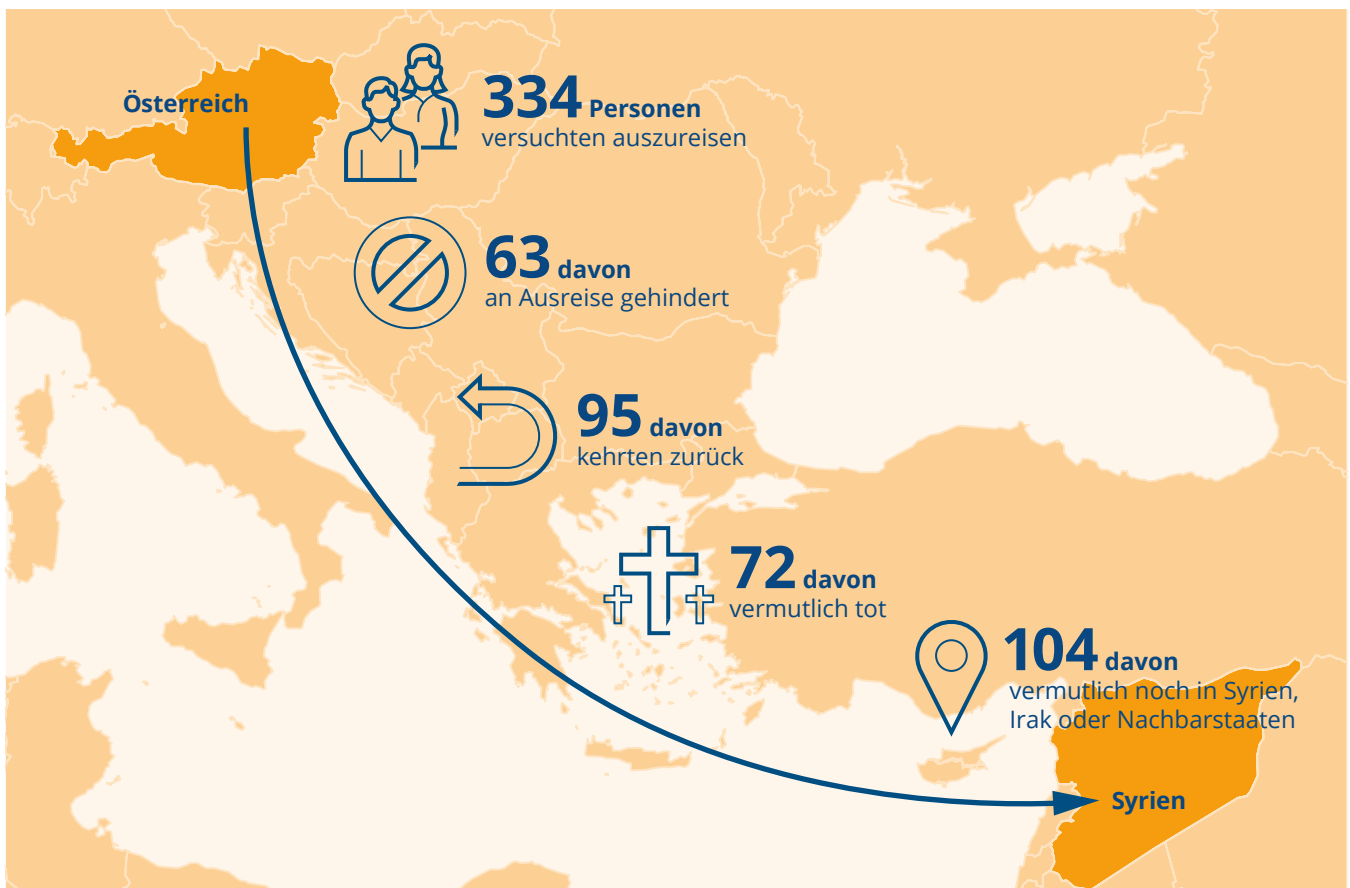 Österreich
334 Personen
versuchten auszureisen
63 davon
an Ausreise gehindert
95 davon
kehrten zurück
72 davon
vermutlich tot
104 davon
vermutlich noch in Syrien,
Irak oder Nachbarstaaten
Syrien